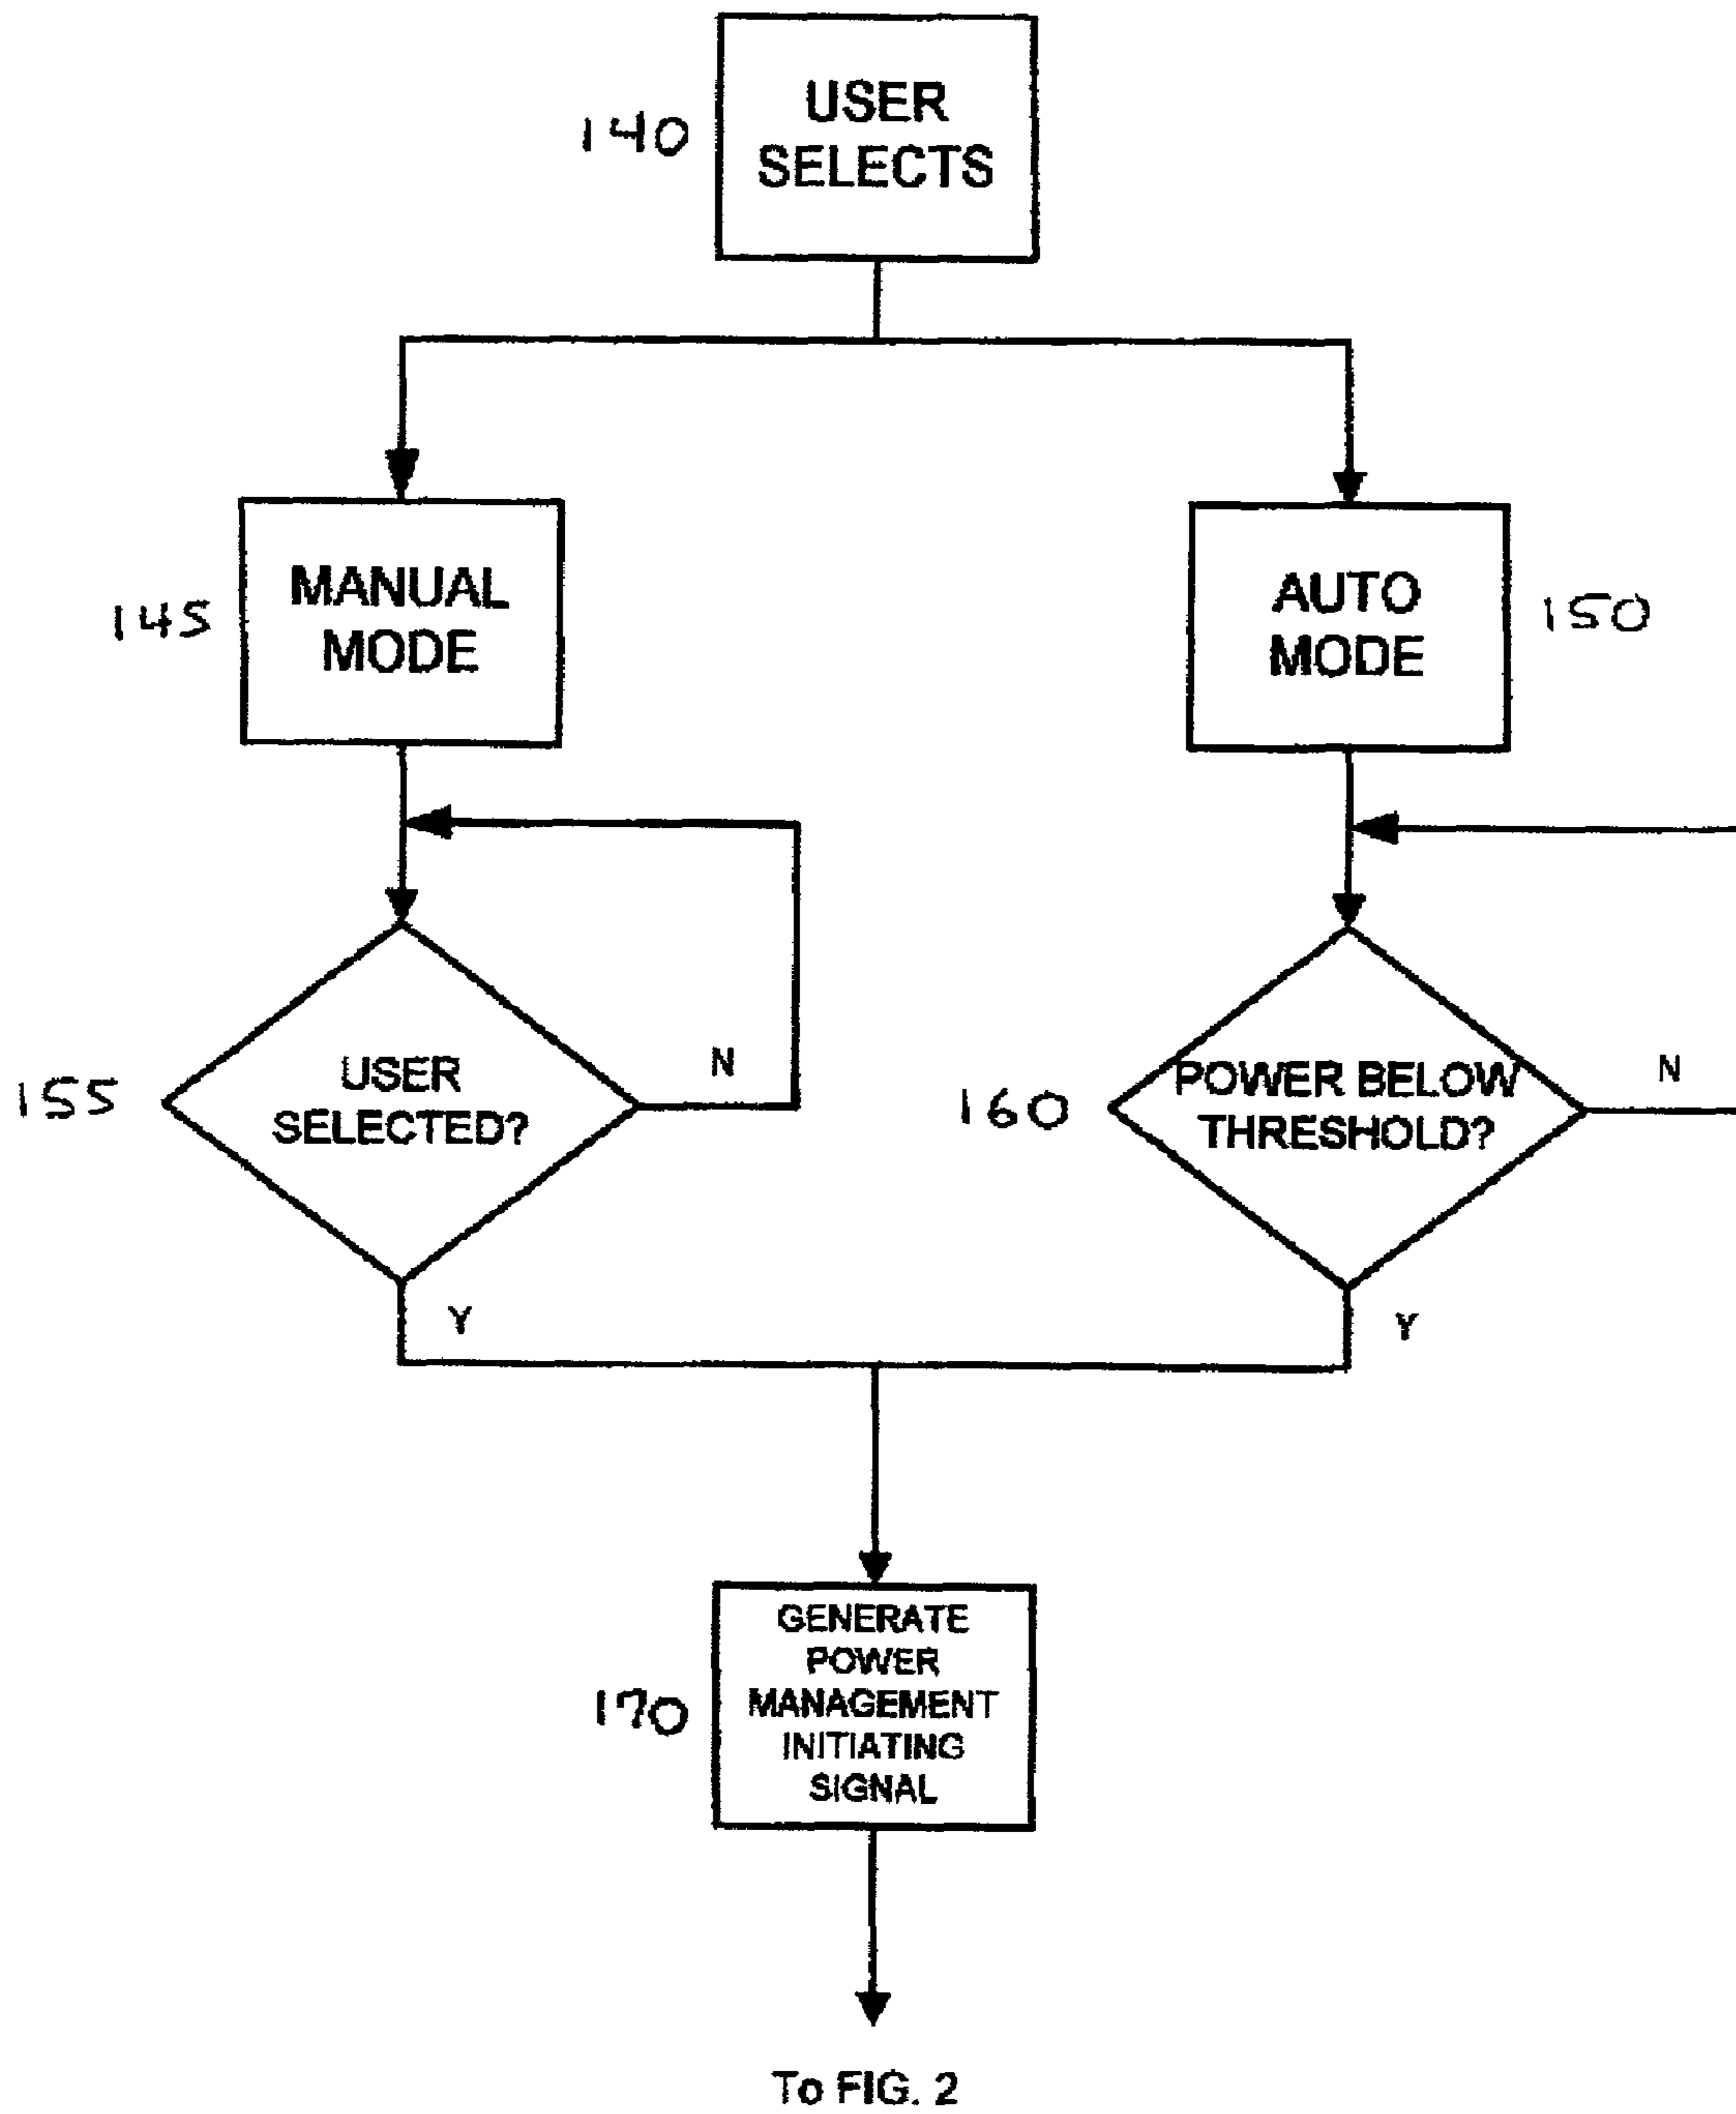 USER
SELECTS
140
MANUAL
MODE
145
AUTO
MODE
150
USER
SELECTED?
155
N
Y
POWER BELOW
THRESHOLD?
160
N
Y
GENERATE
POWER
MANAGEMENT
INITIATING
SIGNAL
170
To FIG. 2